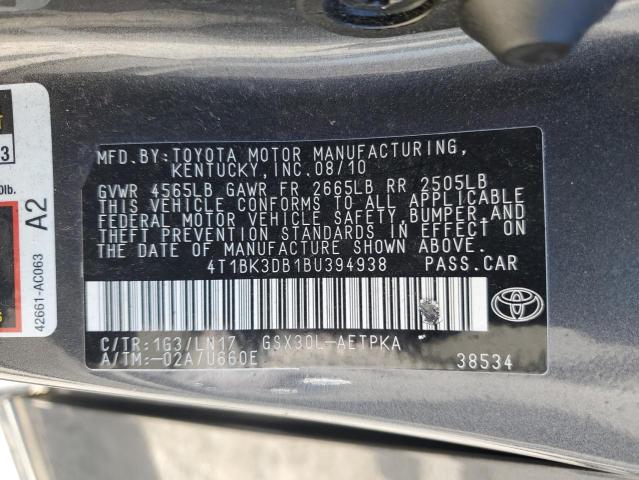 MFD.BY:TOYOTA MOTOR MANUFACTURING,
KENTUCKY, INC.08/10
GVWR 4565LB GAWR FR 2665LB RR 2505LB
THIS VEHICLE CONFORMS TO ALL APPLICABLE
FEDERAL MOTOR VEHICLE SAFETY,BUMPER,AND
THEFT PREVENTION STANDARDS IN EFFECT ON
THE DATE OF MANUFACTURE SHOWN ABOVE.
4T1BK3DB1BU394938 PASS.CAR
C/TR:1G3/LN17 GSX30L-AETPKA
A/TM:-02A/U660E 38534
A2
42661-AC063
3
0lb.